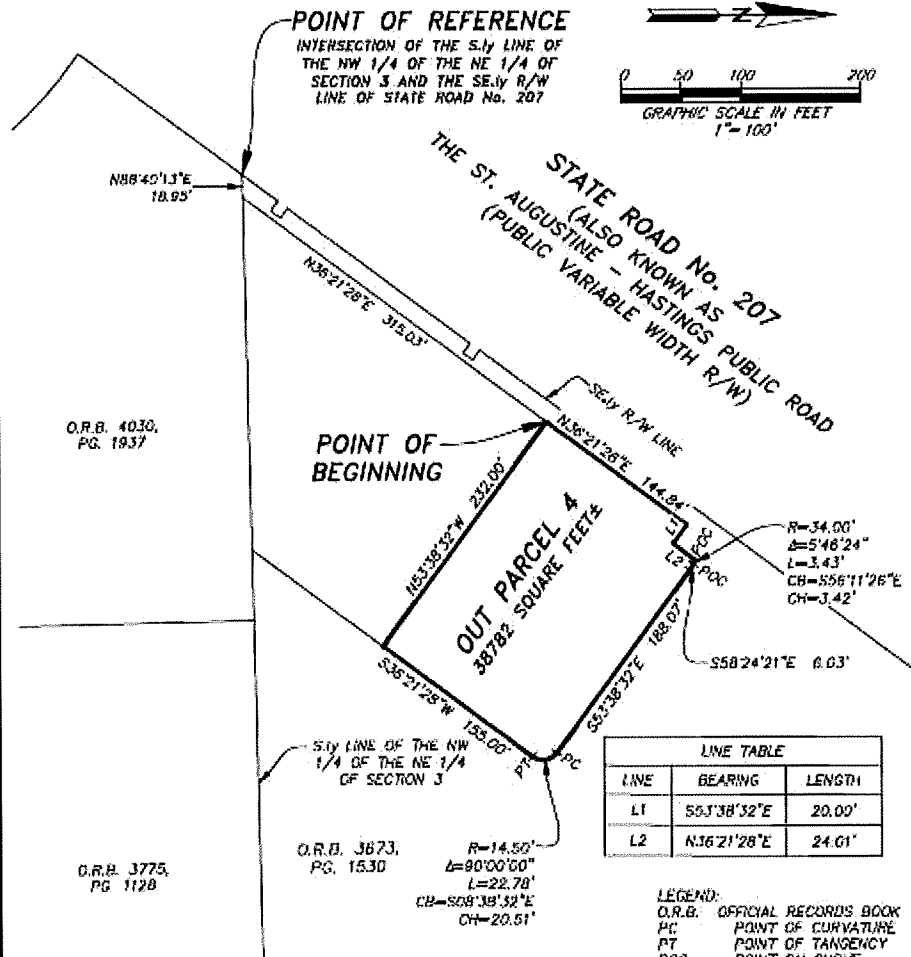 POINT OF REFERENCE
INTERSECTION OF THE S.ly LINE OF
THE NW 1/4 OF THE NE 1/4 OF
SECTION 3 AND THE SE.ly R/W
LINE OF STATE ROAD No. 207
N
0 50 100 200
GRAPHIC SCALE IN FEET
1"=100'
N88°40'13"E
18.95'
STATE ROAD No. 207
(ALSO KNOWN AS
THE ST. AUGUSTINE - HASTINGS PUBLIC ROAD
(PUBLIC VARIABLE WIDTH R/W)
N36°21'28"E 315.03'
SE.ly R/W LINE
O.R.B. 4030,
PG. 1937
POINT OF
BEGINNING
N36°21'28"E 144.84'
N53°38'32"W 232.00'
OUT PARCEL 4
38782 SQUARE FEET±
L1
L2
POC
POC
R=34.00'
Δ=5°46'24"
L=3.43'
CB=S56°11'26"E
CH=3.42'
S58°24'21"E 6.03'
S53°38'32"E 188.07'
S36°21'28"W 155.00'
PT
PC
S.ly LINE OF THE NW
1/4 OF THE NE 1/4
OF SECTION 3
LINE TABLE
LINE BEARING LENGTH
L1 S53°38'32"E 20.00'
L2 N36°21'28"E 24.01'
O.R.B. 3775,
PG 1128
O.R.B. 3673,
PG. 1530
R=14.50'
Δ=90°00'00"
L=22.78'
CB=S08°38'32"E
CH=20.51'
LEGEND:
O.R.B. OFFICIAL RECORDS BOOK
PC POINT OF CURVATURE
PT POINT OF TANGENCY
POC POINT ON CURVE